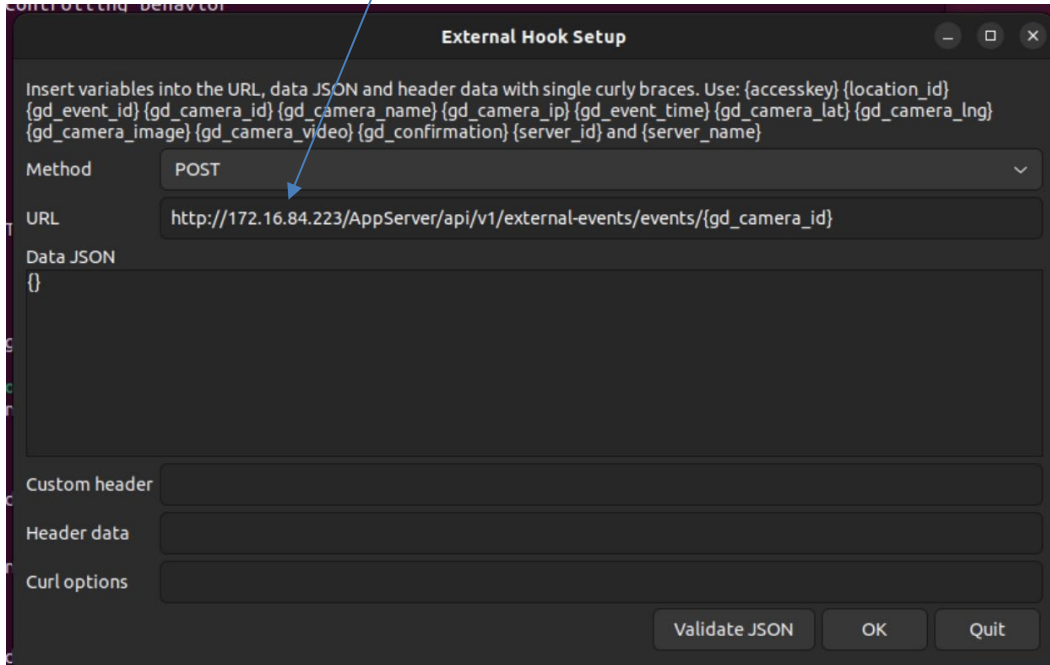 Controlling behavior
External Hook Setup
Insert variables into the URL, data JSON and header data with single curly braces. Use: {accesskey} {location_id}
{gd_event_id} {gd_camera_id} {gd_camera_name} {gd_camera_ip} {gd_event_time} {gd_camera_lat} {gd_camera_lng}
{gd_camera_image} {gd_camera_video} {gd_confirmation} {server_id} and {server_name}
Method POST
URL http://172.16.84.223/AppServer/api/v1/external-events/events/{gd_camera_id}
Data JSON
{}
Custom header
Header data
Curl options
Validate JSON OK Quit